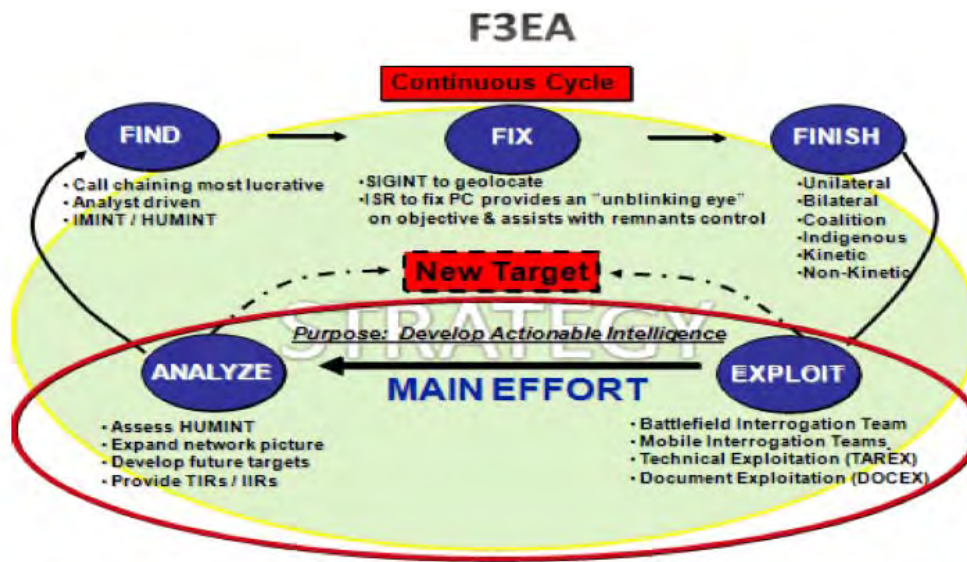 F3EA
Continuous Cycle
FIND
FIX
FINISH
• Call chaining most lucrative
• Analyst driven
• IMINT / HUMINT
• SIGINT to geolocate
• ISR to fix PC provides an "unblinking eye"
on objective & assists with remnants control
• Unilateral
• Bilateral
• Coalition
• Indigenous
• Kinetic
• Non-Kinetic
New Target
STRATEGY
Purpose: Develop Actionable Intelligence
ANALYZE
MAIN EFFORT
EXPLOIT
• Assess HUMINT
• Expand network picture
• Develop future targets
• Provide TIRs / IIRs
• Battlefield Interrogation Team
• Mobile Interrogation Teams
• Technical Exploitation (TAREX)
• Document Exploitation (DOCEX)